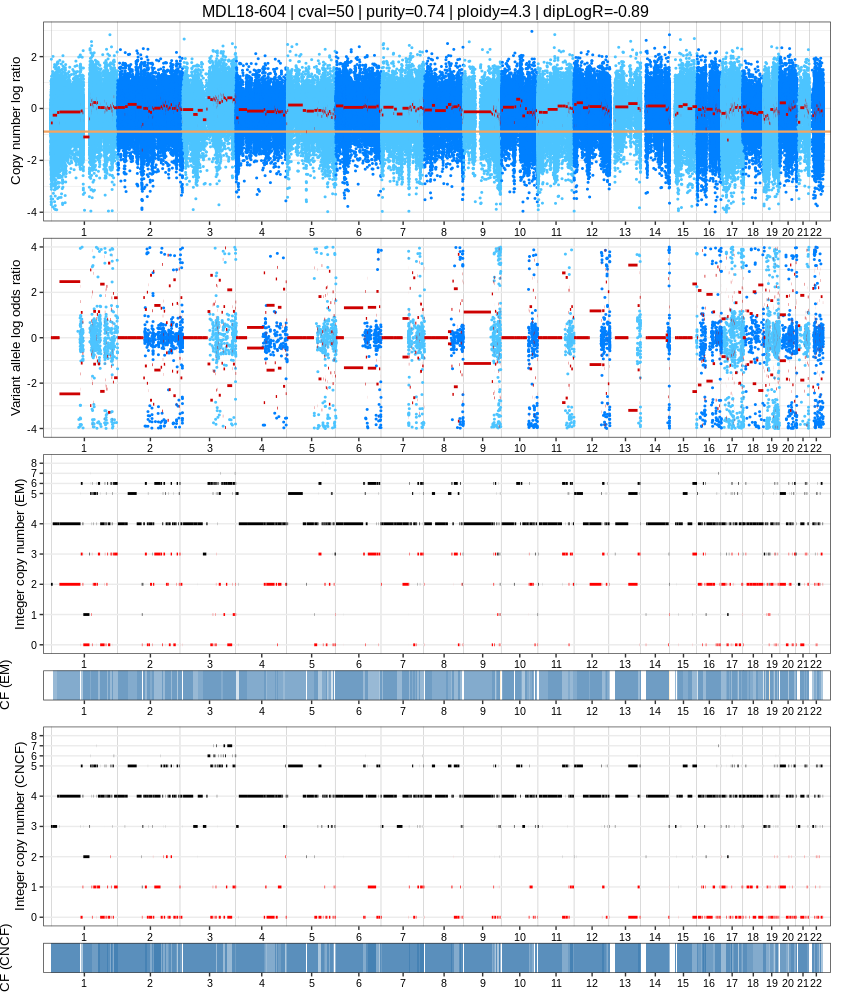 MDL18-604 | cval=50 | purity=0.74 | ploidy=4.3 | dipLogR=-0.89
Copy number log ratio
2
0
-2
-4
1 2 3 4 5 6 7 8 9 10 11 12 13 14 15 16 17 18 19 20 21 22
Variant allele log odds ratio
4
2
0
-2
-4
1 2 3 4 5 6 7 8 9 10 11 12 13 14 15 16 17 18 19 20 21 22
Integer copy number (EM)
8
7
6
5
4
3
2
1
0
1 2 3 4 5 6 7 8 9 10 11 12 13 14 15 16 17 18 19 20 21 22
CF (EM)
1 2 3 4 5 6 7 8 9 10 11 12 13 14 15 16 17 18 19 20 21 22
Integer copy number (CNCF)
8
7
6
5
4
3
2
1
0
1 2 3 4 5 6 7 8 9 10 11 12 13 14 15 16 17 18 19 20 21 22
CF (CNCF)
1 2 3 4 5 6 7 8 9 10 11 12 13 14 15 16 17 18 19 20 21 22